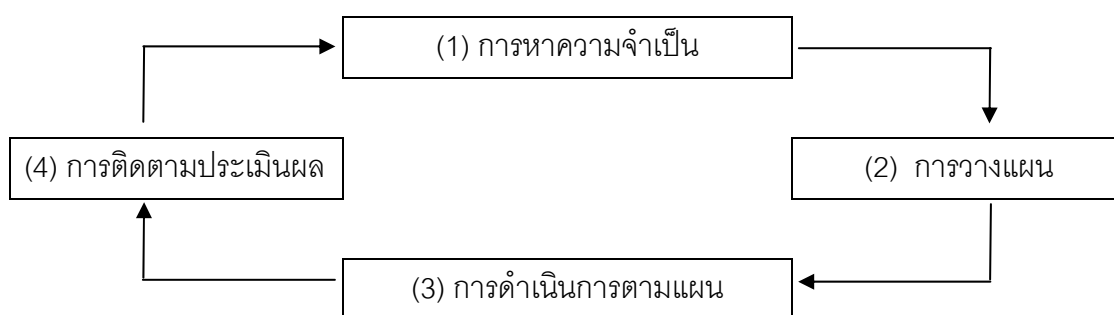 (1) การหาความจำเป็น
(4) การติดตามประเมินผล
(2) การวางแผน
(3) การดำเนินการตามแผน